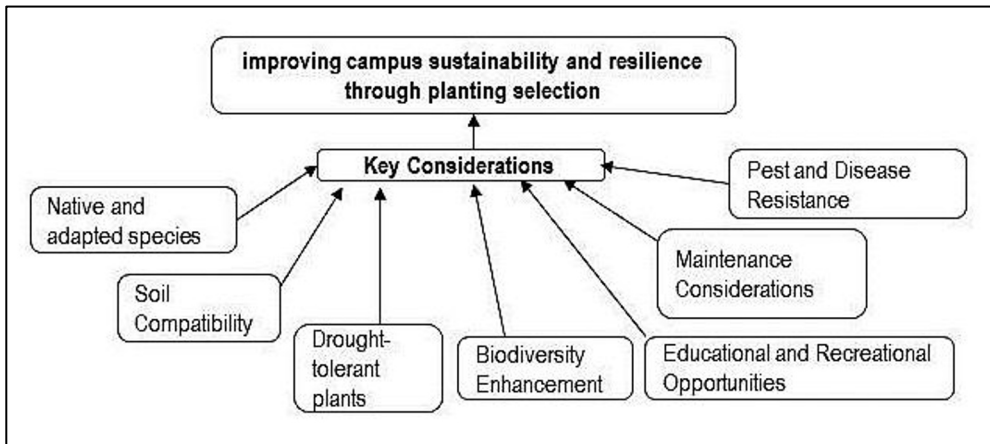 improving campus sustainability and resilience
through planting selection
Key Considerations
Native and
adapted species
Soil
Compatibility
Drought-
tolerant
plants
Biodiversity
Enhancement
Educational and Recreational
Opportunities
Maintenance
Considerations
Pest and Disease
Resistance